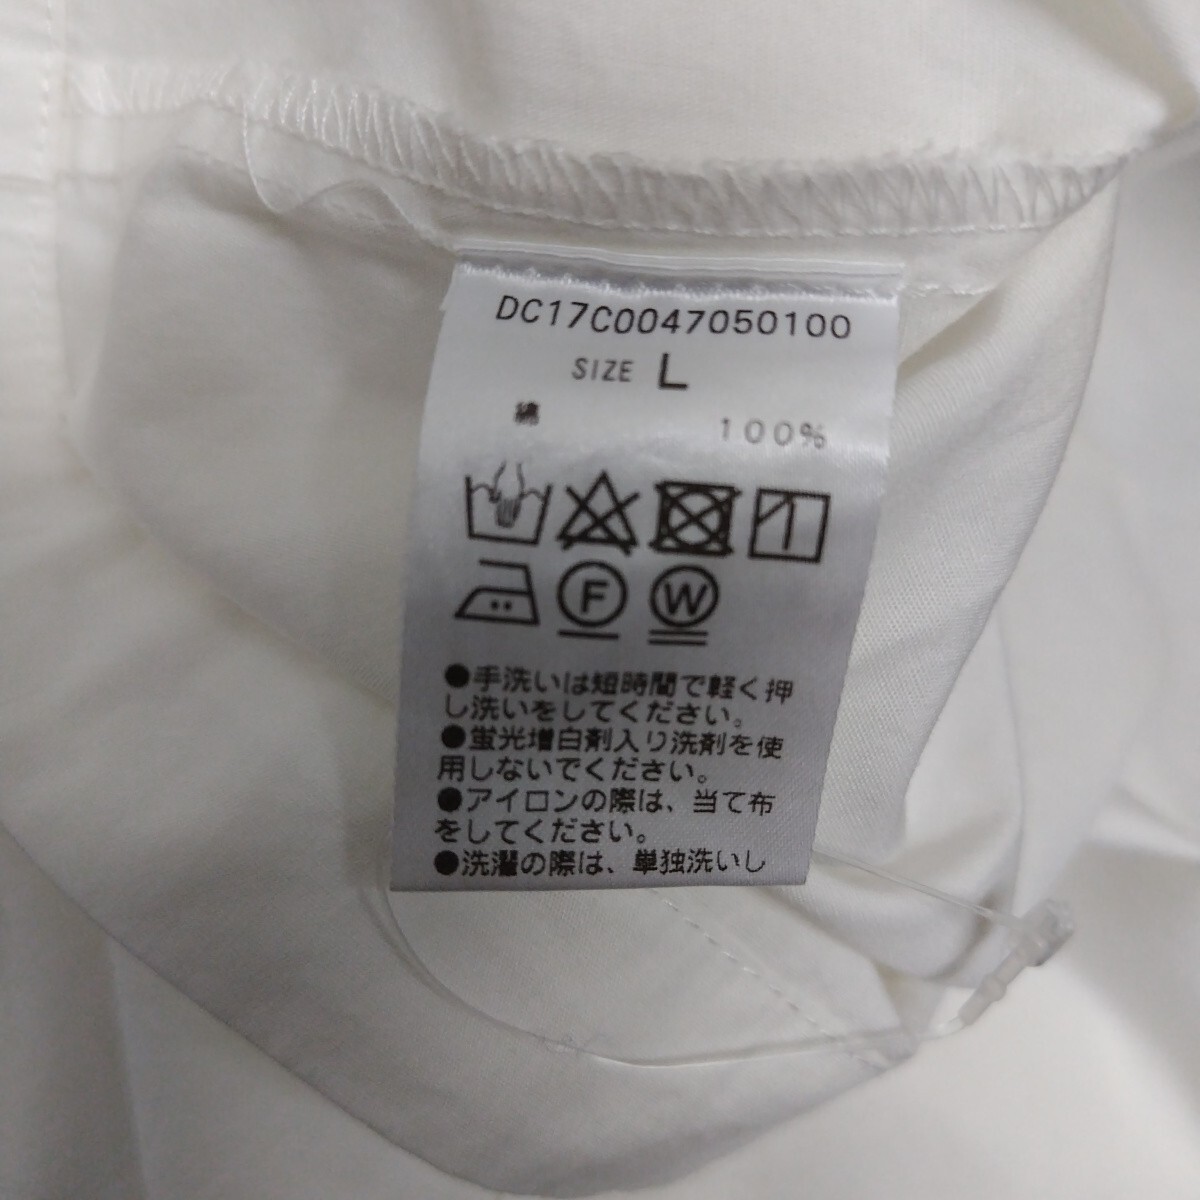 DC17C0047050100
SIZE L
綿 100%
F W
●手洗いは短時間で軽く押
し洗いをしてください。
●蛍光増白剤入り洗剤を使
用しないでください。
●アイロンの際は、当て布
をしてください。
●洗濯の際は、単独洗いし